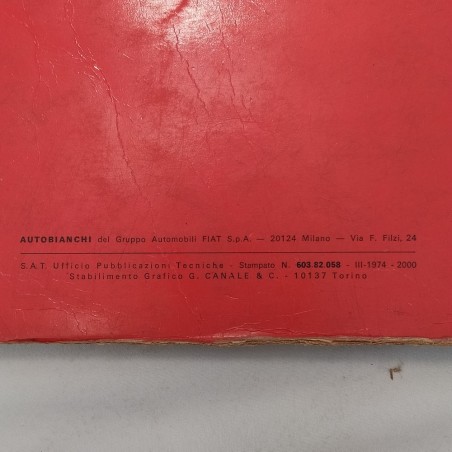 AUTOBIANCHI del Gruppo Automobili FIAT S.p.A. — 20124 Milano — Via F. Filzi, 24
S.A.T. Ufficio Pubblicazioni Tecniche - Stampato N. 603.82.058 - III-1974 - 2000
Stabilimento Grafico G. CANALE & C. - 10137 Torino